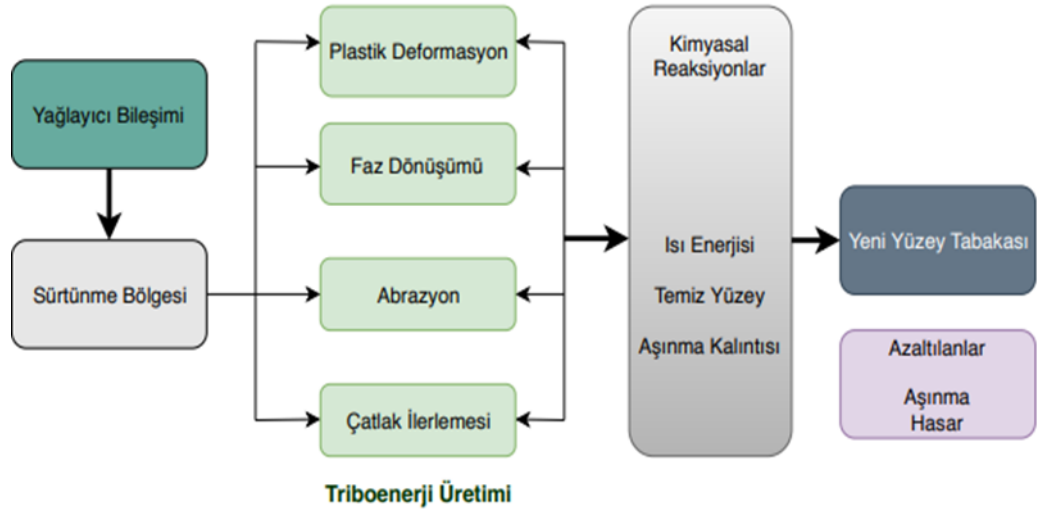 Yağlayıcı Bileşimi
Sürtünme Bölgesi
Plastik Deformasyon
Faz Dönüşümü
Abrazyon
Çatlak İlerlemesi
Triboenerji Üretimi
Kimyasal
Reaksiyonlar
Isı Enerjisi
Temiz Yüzey
Aşınma Kalıntısı
Yeni Yüzey Tabakası
Azaltılanlar
Aşınma
Hasar